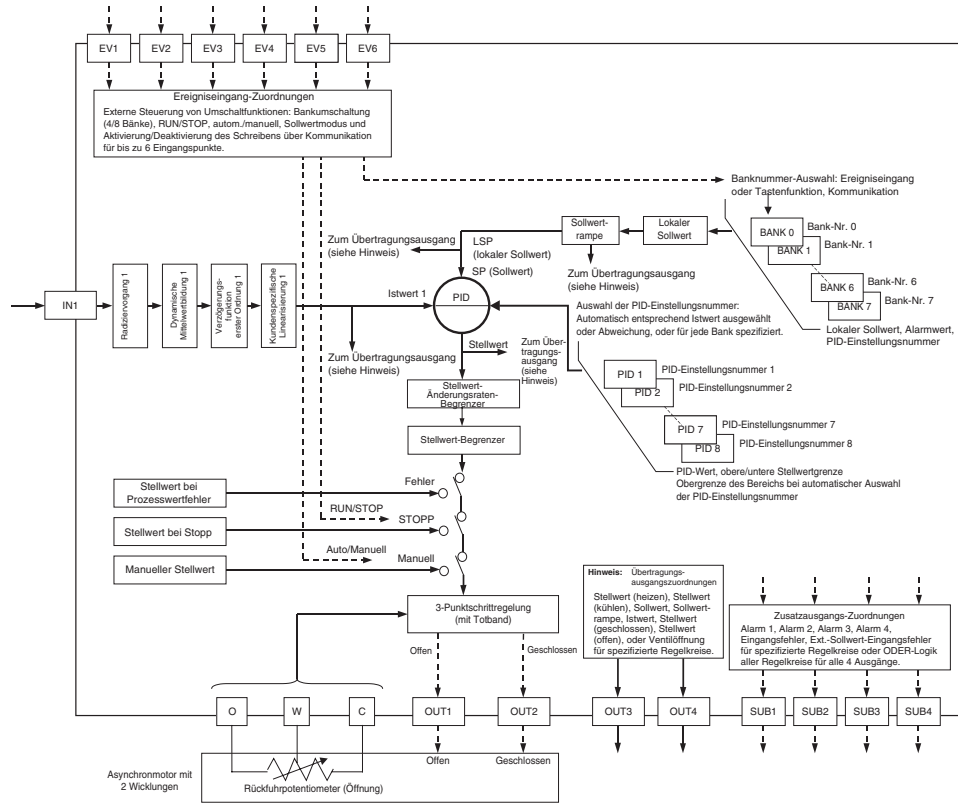 EV1 EV2 EV3 EV4 EV5 EV6
Ereigniseingang-Zuordnungen
Externe Steuerung von Umschaltfunktionen: Bankumschaltung
(4/8 Bänke), RUN/STOP, autom./manuell, Sollwertmodus und
Aktivierung/Deaktivierung des Schreibens über Kommunikation
für bis zu 6 Eingangspunkte.
Banknummer-Auswahl: Ereigniseingang
oder Tastenfunktion, Kommunikation
BANK 0
Bank-Nr. 0
BANK 1
Bank-Nr. 1
BANK 6
Bank-Nr. 6
BANK 7
Bank-Nr. 7
Lokaler Sollwert, Alarmwert,
PID-Einstellungsnummer
Lokaler
Sollwert
Sollwert-
rampe
Zum Übertragungsausgang
(siehe Hinweis)
LSP
(lokaler Sollwert)
SP (Sollwert)
Zum Übertragungsausgang
(siehe Hinweis)
IN1
Radiziervorgang 1
Dynamische
Mittelwertbildung 1
Verzögerungs-
funktion
erster Ordnung 1
Kundenspezifische
Linearisierung 1
Istwert 1
PID
Zum Übertragungsausgang
(siehe Hinweis)
Stellwert
Zum Über-
tragungs-
ausgang
(siehe
Hinweis)
Auswahl der PID-Einstellungsnummer:
Automatisch entsprechend Istwert ausgewählt
oder Abweichung, oder für jede Bank spezifiziert.
PID 1
PID-Einstellungsnummer 1
PID 2
PID-Einstellungsnummer 2
PID 7
PID-Einstellungsnummer 7
PID 8
PID-Einstellungsnummer 8
PID-Wert, obere/untere Stellwertgrenze
Obergrenze des Bereichs bei automatischer Auswahl
der PID-Einstellungsnummer
Stellwert-
Änderungsraten-
Begrenzer
Stellwert-Begrenzer
Stellwert bei
Prozesswertfehler
Fehler
RUN/STOP
Stellwert bei Stopp
STOPP
Auto/Manuell
Manueller Stellwert
Manuell
3-Punktschrittregelung
(mit Totband)
Offen
Geschlossen
Hinweis: Übertragungs-
ausgangszuordnungen
Stellwert (heizen), Stellwert
(kühlen), Sollwert, Sollwert-
rampe, Istwert, Stellwert
(geschlossen), Stellwert
(offen), oder Ventilöffnung
für spezifizierte Regelkreise.
Zusatzausgangs-Zuordnungen
Alarm 1, Alarm 2, Alarm 3, Alarm 4,
Eingangsfehler, Ext.-Sollwert-Eingangsfehler
für spezifizierte Regelkreise oder ODER-Logik
aller Regelkreise für alle 4 Ausgänge.
O W C OUT1 OUT2 OUT3 OUT4 SUB1 SUB2 SUB3 SUB4
Offen
Geschlossen
Asynchronmotor mit
2 Wicklungen
Rückfuhrpotentiometer (Öffnung)